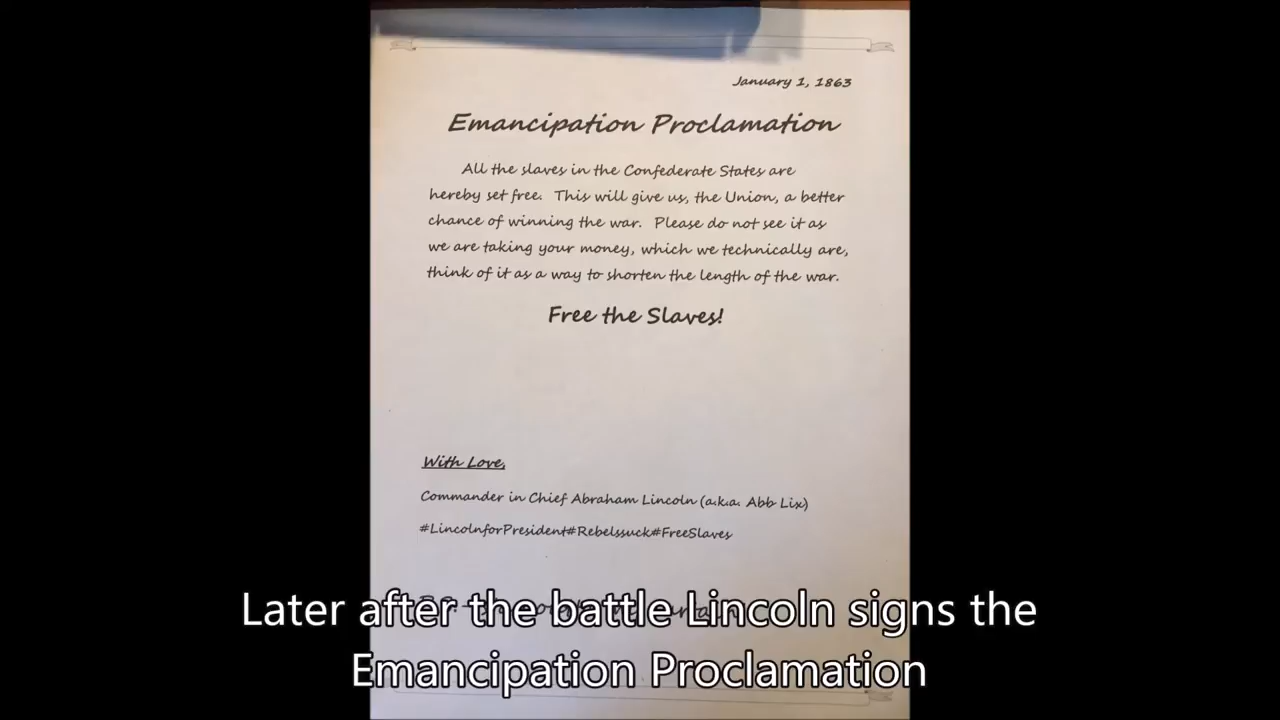 January 1, 1863
Emancipation Proclamation
All the slaves in the Confederate States are
hereby set free. This will give us, the Union, a better
chance of winning the war. Please do not see it as
we are taking your money, which we technically are,
think of it as a way to shorten the length of the war.
Free the Slaves!
With Love,
Commander in Chief Abraham Lincoln (a.k.a. Abb Lix)
#LincolnforPresident#Rebelssuck#FreeSlaves
Later after the battle Lincoln signs the
Emancipation Proclamation